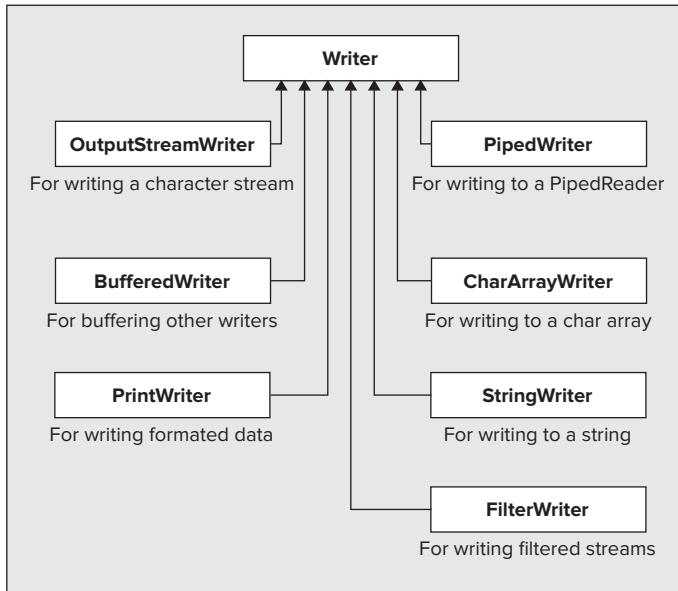 Writer
OutputStreamWriter
For writing a character stream
PipedWriter
For writing to a PipedReader
BufferedWriter
For buffering other writers
CharArrayWriter
For writing to a char array
PrintWriter
For writing formated data
StringWriter
For writing to a string
FilterWriter
For writing filtered streams